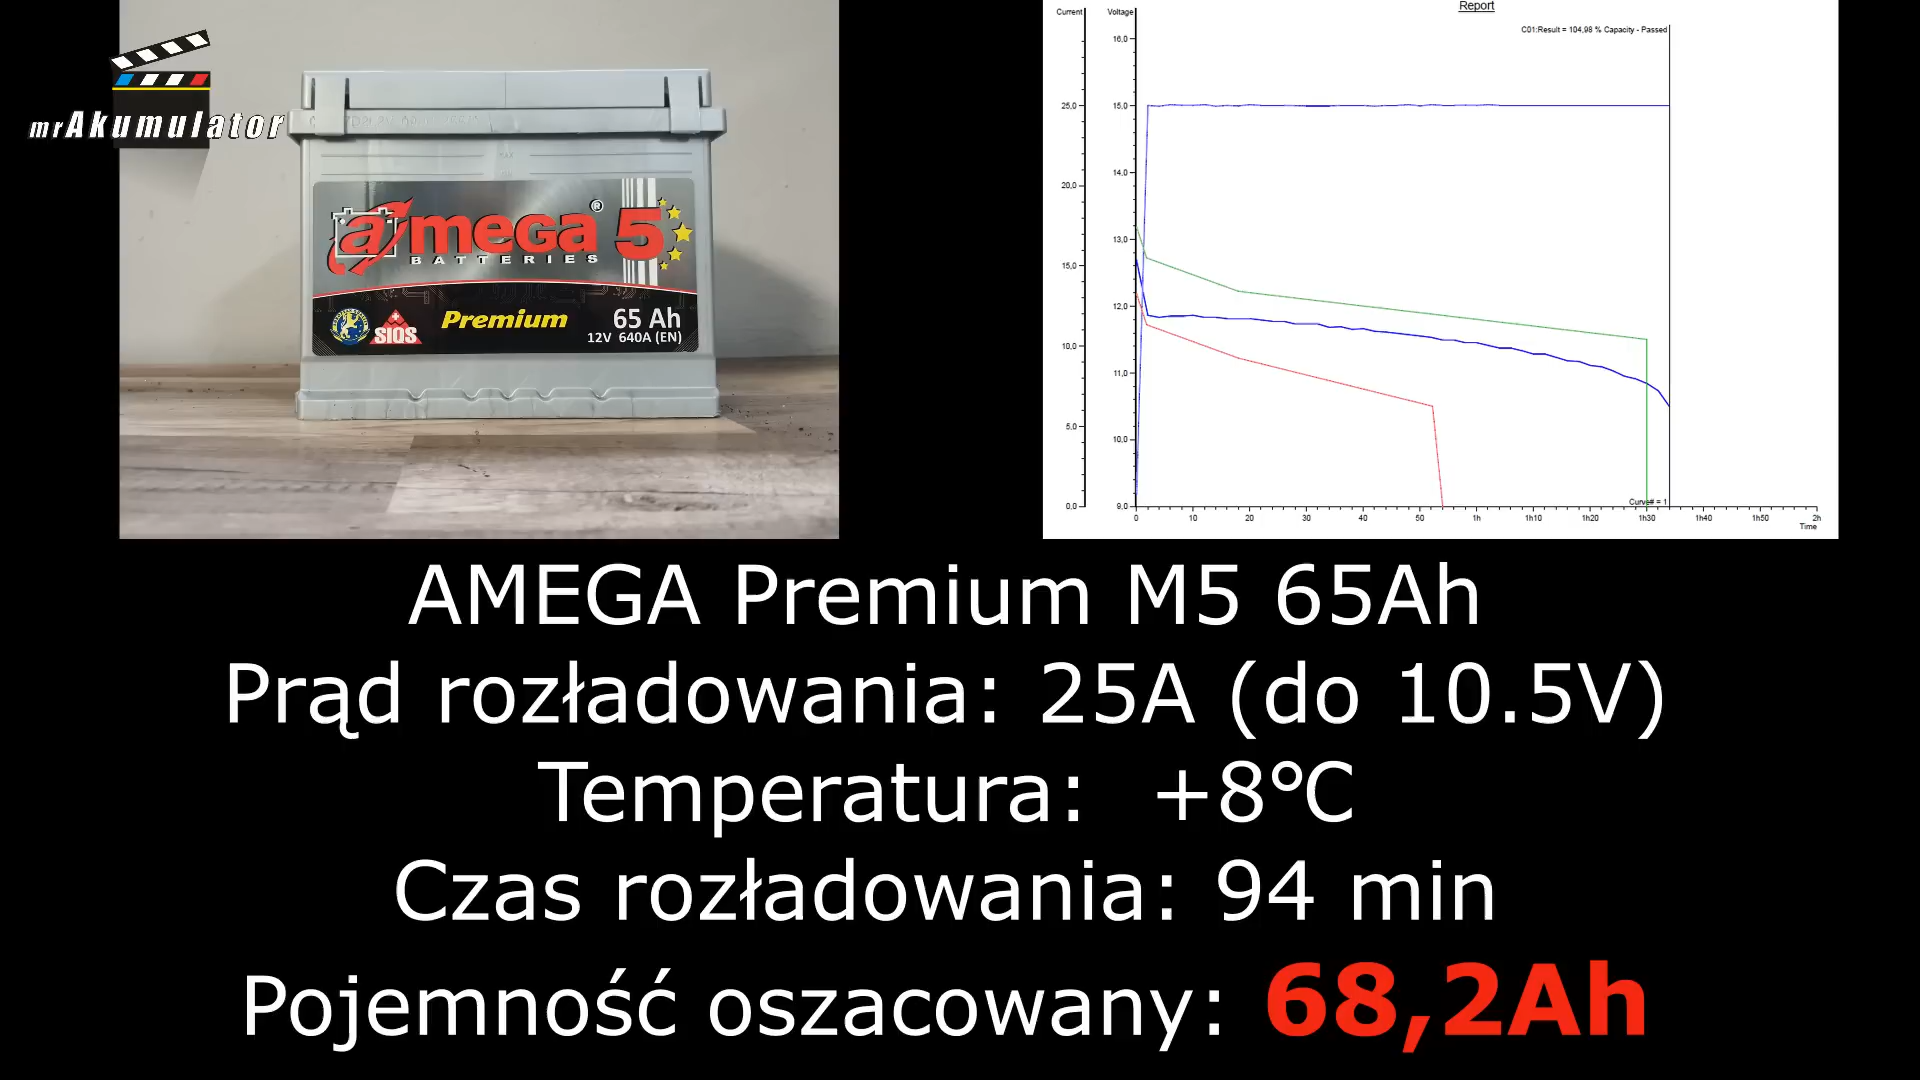 mrAkumulator
MAX
amega® 5
BATTERIES
SIQS
Premium
65 Ah
12V 640A (EN)
Report
Current
Voltage
C01:Result = 104,98 % Capacity - Passed
16,0
25,0
15,0
14,0
20,0
13,0
15,0
12,0
10,0
11,0
5,0
10,0
0,0
9,0
Curve# = 1
0 10 20 30 40 50 1h 1h10 1h20 1h30 1h40 1h50 2h
Time
AMEGA Premium M5 65Ah
Prąd rozładowania: 25A (do 10.5V)
Temperatura: +8°C
Czas rozładowania: 94 min
Pojemność oszacowany: 68,2Ah